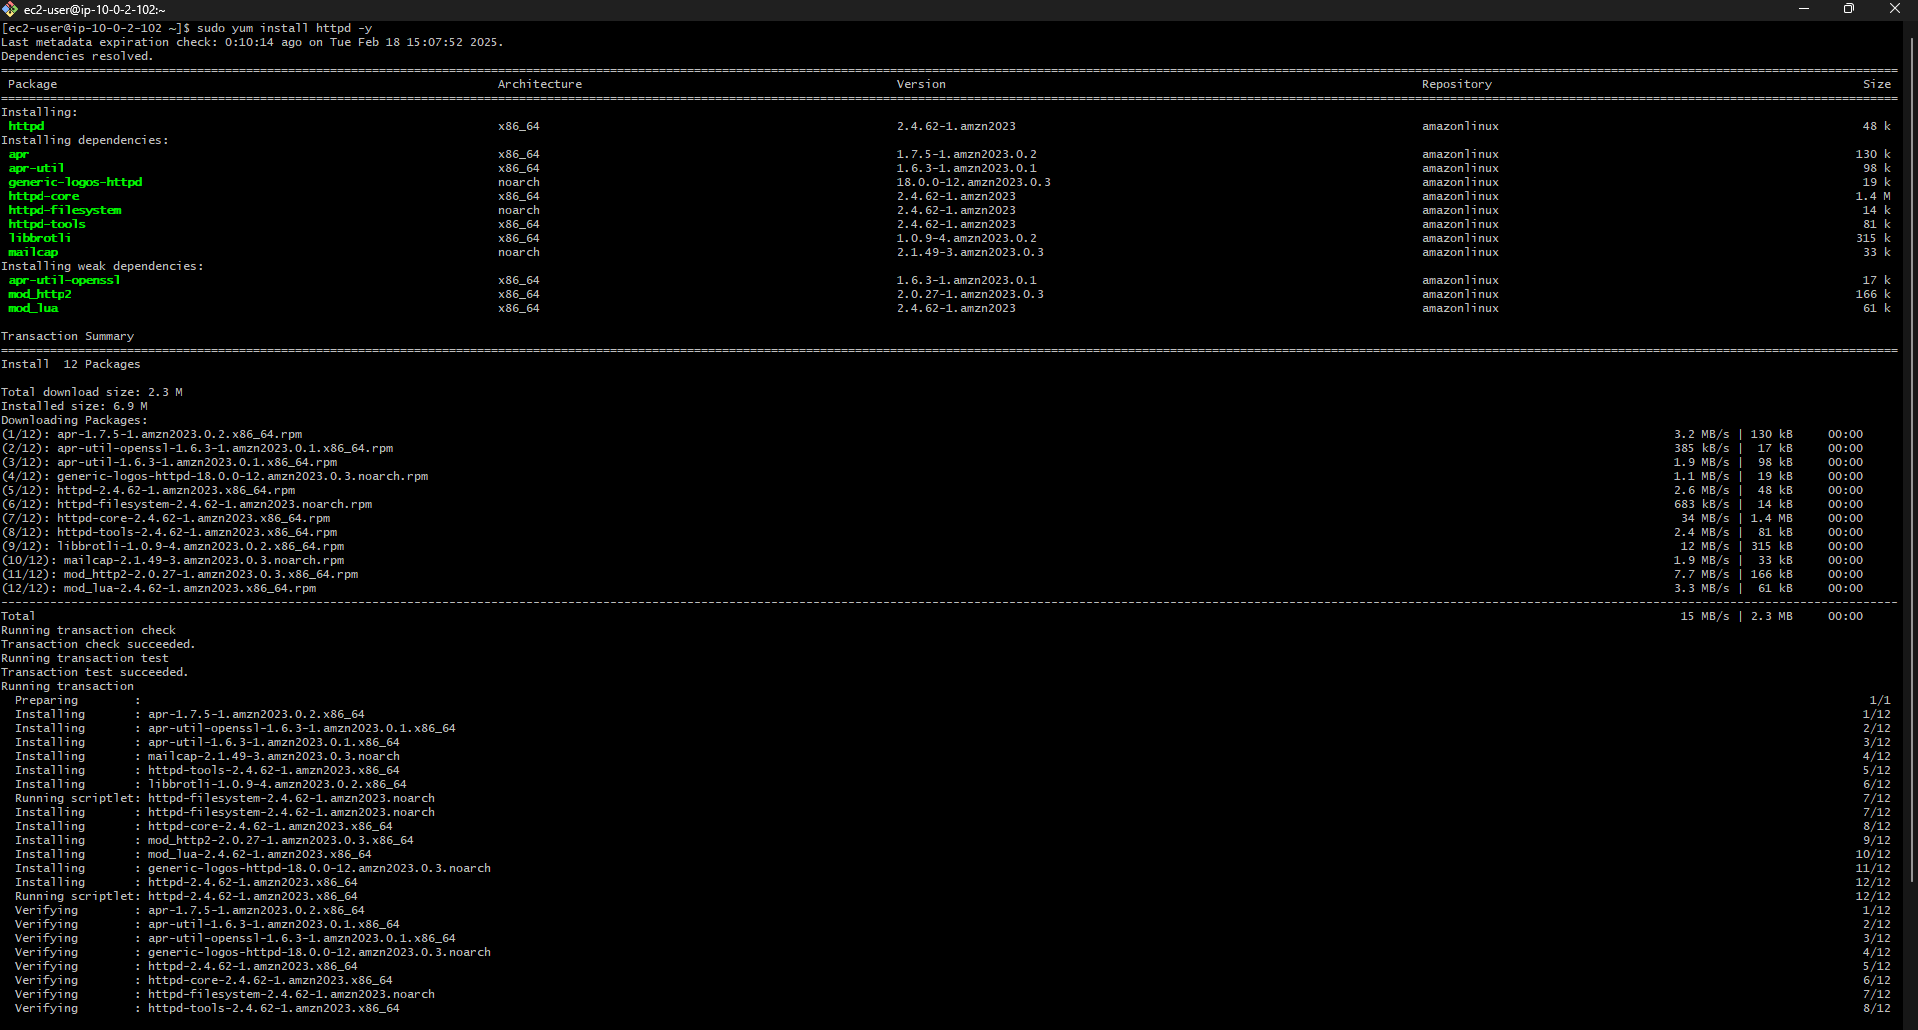 ec2-user@ip-10-0-2-102:~
[ec2-user@ip-10-0-2-102 ~]$ sudo yum install httpd -y
Last metadata expiration check: 0:10:14 ago on Tue Feb 18 15:07:52 2025.
Dependencies resolved.
Package Architecture Version Repository Size
Installing:
httpd x86_64 2.4.62-1.amzn2023 amazonlinux 48 k
Installing dependencies:
apr x86_64 1.7.5-1.amzn2023.0.2 amazonlinux 130 k
apr-util x86_64 1.6.3-1.amzn2023.0.1 amazonlinux 98 k
generic-logos-httpd noarch 18.0.0-12.amzn2023.0.3 amazonlinux 19 k
httpd-core x86_64 2.4.62-1.amzn2023 amazonlinux 1.4 M
httpd-filesystem noarch 2.4.62-1.amzn2023 amazonlinux 14 k
httpd-tools x86_64 2.4.62-1.amzn2023 amazonlinux 81 k
libbrotli x86_64 1.0.9-4.amzn2023.0.2 amazonlinux 315 k
mailcap noarch 2.1.49-3.amzn2023.0.3 amazonlinux 33 k
Installing weak dependencies:
apr-util-openssl x86_64 1.6.3-1.amzn2023.0.1 amazonlinux 17 k
mod_http2 x86_64 2.0.27-1.amzn2023.0.3 amazonlinux 166 k
mod_lua x86_64 2.4.62-1.amzn2023 amazonlinux 61 k
Transaction Summary
Install 12 Packages
Total download size: 2.3 M
Installed size: 6.9 M
Downloading Packages:
(1/12): apr-1.7.5-1.amzn2023.0.2.x86_64.rpm 3.2 MB/s | 130 kB 00:00
(2/12): apr-util-openssl-1.6.3-1.amzn2023.0.1.x86_64.rpm 385 kB/s | 17 kB 00:00
(3/12): apr-util-1.6.3-1.amzn2023.0.1.x86_64.rpm 1.9 MB/s | 98 kB 00:00
(4/12): generic-logos-httpd-18.0.0-12.amzn2023.0.3.noarch.rpm 1.1 MB/s | 19 kB 00:00
(5/12): httpd-2.4.62-1.amzn2023.x86_64.rpm 2.6 MB/s | 48 kB 00:00
(6/12): httpd-filesystem-2.4.62-1.amzn2023.noarch.rpm 683 kB/s | 14 kB 00:00
(7/12): httpd-core-2.4.62-1.amzn2023.x86_64.rpm 34 MB/s | 1.4 MB 00:00
(8/12): httpd-tools-2.4.62-1.amzn2023.x86_64.rpm 2.4 MB/s | 81 kB 00:00
(9/12): libbrotli-1.0.9-4.amzn2023.0.2.x86_64.rpm 12 MB/s | 315 kB 00:00
(10/12): mailcap-2.1.49-3.amzn2023.0.3.noarch.rpm 1.9 MB/s | 33 kB 00:00
(11/12): mod_http2-2.0.27-1.amzn2023.0.3.x86_64.rpm 7.7 MB/s | 166 kB 00:00
(12/12): mod_lua-2.4.62-1.amzn2023.x86_64.rpm 3.3 MB/s | 61 kB 00:00
Total 15 MB/s | 2.3 MB 00:00
Running transaction check
Transaction check succeeded.
Running transaction test
Transaction test succeeded.
Running transaction
Preparing : 1/1
Installing : apr-1.7.5-1.amzn2023.0.2.x86_64 1/12
Installing : apr-util-openssl-1.6.3-1.amzn2023.0.1.x86_64 2/12
Installing : apr-util-1.6.3-1.amzn2023.0.1.x86_64 3/12
Installing : mailcap-2.1.49-3.amzn2023.0.3.noarch 4/12
Installing : httpd-tools-2.4.62-1.amzn2023.x86_64 5/12
Installing : libbrotli-1.0.9-4.amzn2023.0.2.x86_64 6/12
Running scriptlet: httpd-filesystem-2.4.62-1.amzn2023.noarch 7/12
Installing : httpd-filesystem-2.4.62-1.amzn2023.noarch 7/12
Installing : httpd-core-2.4.62-1.amzn2023.x86_64 8/12
Installing : mod_http2-2.0.27-1.amzn2023.0.3.x86_64 9/12
Installing : mod_lua-2.4.62-1.amzn2023.x86_64 10/12
Installing : generic-logos-httpd-18.0.0-12.amzn2023.0.3.noarch 11/12
Installing : httpd-2.4.62-1.amzn2023.x86_64 12/12
Running scriptlet: httpd-2.4.62-1.amzn2023.x86_64 12/12
Verifying : apr-1.7.5-1.amzn2023.0.2.x86_64 1/12
Verifying : apr-util-1.6.3-1.amzn2023.0.1.x86_64 2/12
Verifying : apr-util-openssl-1.6.3-1.amzn2023.0.1.x86_64 3/12
Verifying : generic-logos-httpd-18.0.0-12.amzn2023.0.3.noarch 4/12
Verifying : httpd-2.4.62-1.amzn2023.x86_64 5/12
Verifying : httpd-core-2.4.62-1.amzn2023.x86_64 6/12
Verifying : httpd-filesystem-2.4.62-1.amzn2023.noarch 7/12
Verifying : httpd-tools-2.4.62-1.amzn2023.x86_64 8/12